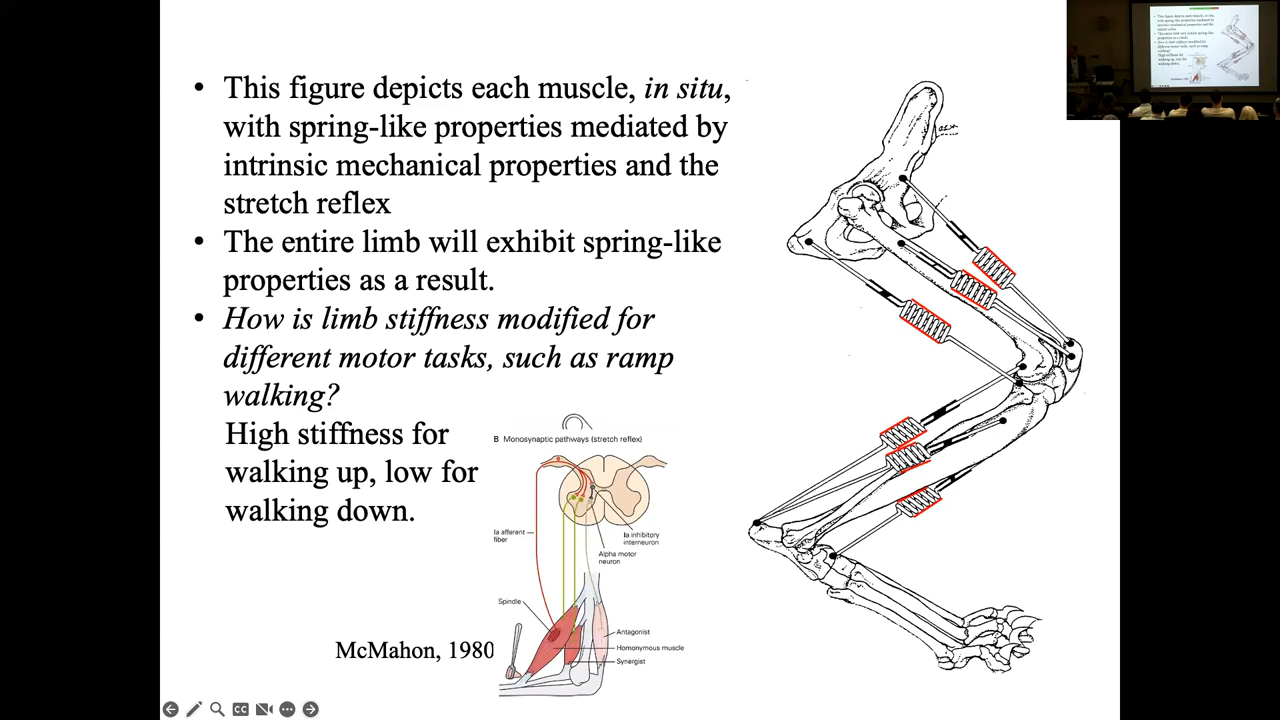 • This figure depicts each muscle, in situ,
with spring-like properties mediated by
intrinsic mechanical properties and the
stretch reflex
• The entire limb will exhibit spring-like
properties as a result.
• How is limb stiffness modified for
different motor tasks, such as ramp
walking?
High stiffness for
walking up, low for
walking down.
McMahon, 1980
B Monosynaptic pathways (stretch reflex)
Ia afferent
fiber
Ia inhibitory
interneuron
Alpha motor
neuron
Spindle
Antagonist
Homonymous muscle
Synergist
CC